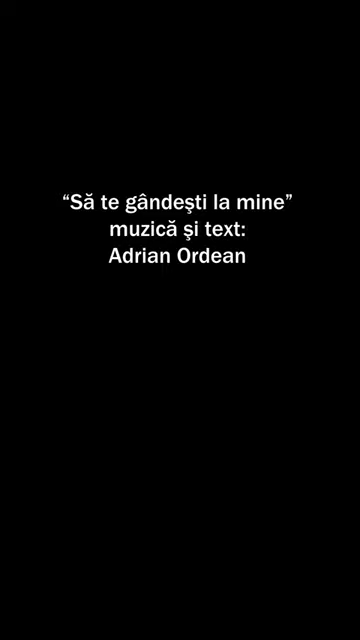 “Să te gândeşti la mine”
muzică şi text:
Adrian Ordean